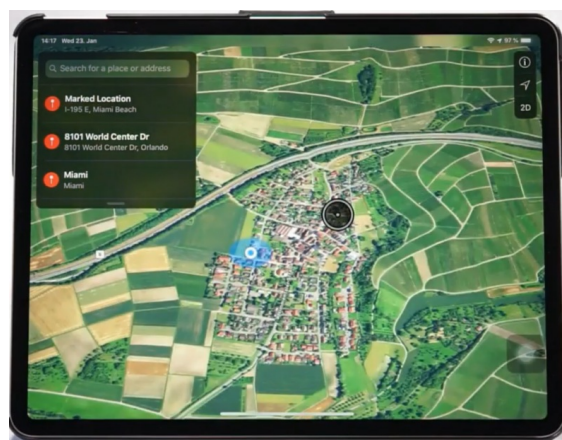 14:17 Wed 23. Jan
97 %
Search for a place or address
Marked Location
I-195 E, Miami Beach
8101 World Center Dr
8101 World Center Dr, Orlando
Miami
Miami
2D